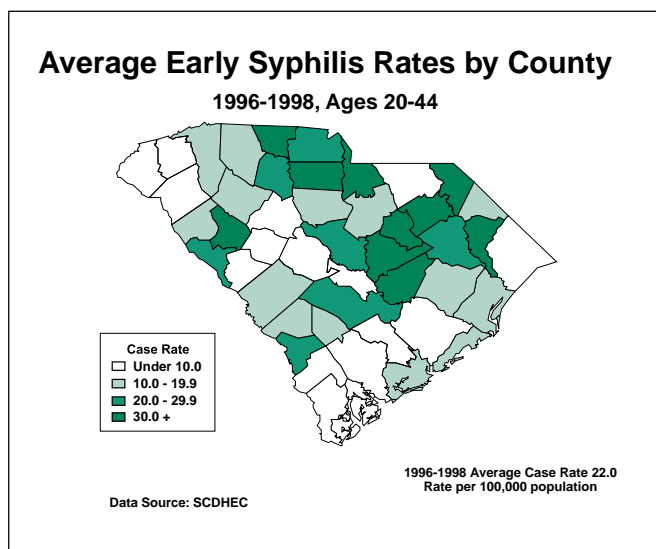 Average Early Syphilis Rates by County
1996-1998, Ages 20-44
Case Rate
Under 10.0
10.0 - 19.9
20.0 - 29.9
30.0 +
1996-1998 Average Case Rate 22.0
Rate per 100,000 population
Data Source: SCDHEC